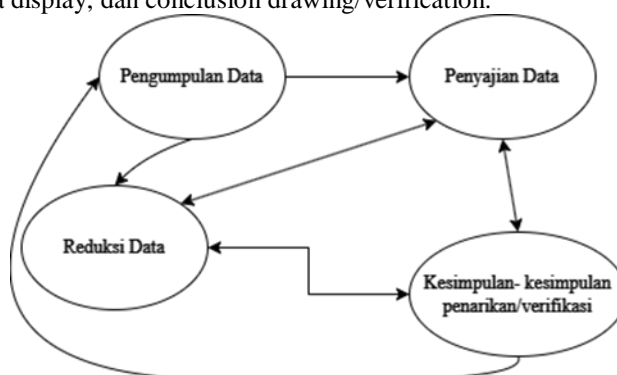 display, dan conclusion drawing/verification.
Pengumpulan Data
Penyajian Data
Reduksi Data
Kesimpulan- kesimpulan
penarikan/verifikasi